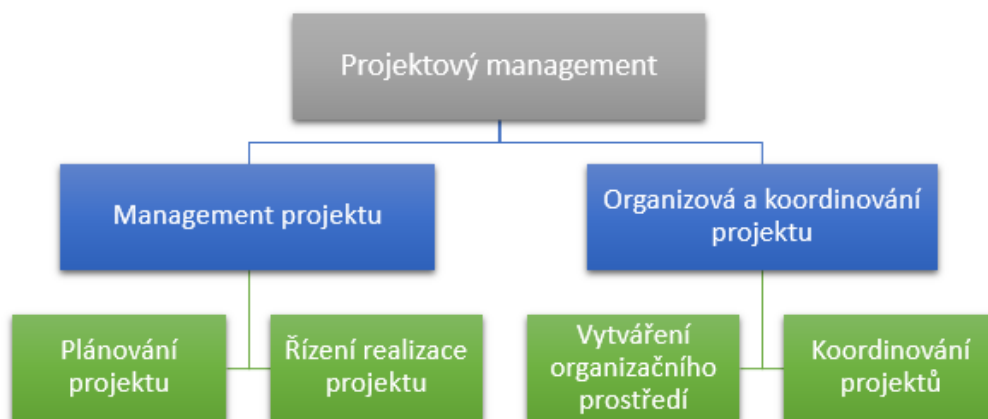 Projektový management
Management projektu
Organizová a koordinování
projektu
Plánování
projektu
Řízení realizace
projektu
Vytváření
organizačního
prostředí
Koordinování
projektů